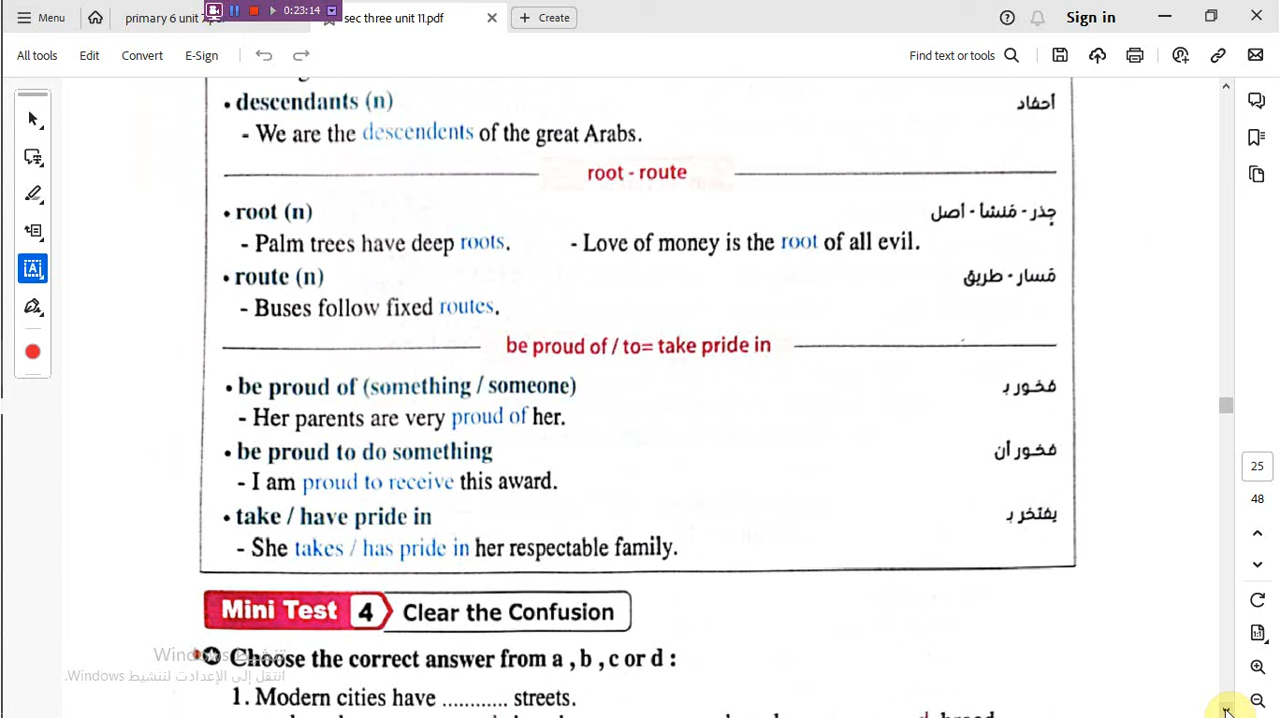 Menu
primary 6 unit
0:23:14
sec three unit 11.pdf
Create
Sign in
All tools
Edit
Convert
E-Sign
Find text or tools
• descendants (n) أحفاد
- We are the descendents of the great Arabs.
root - route
• root (n) جذر - منشأ - أصل
- Palm trees have deep roots. - Love of money is the root of all evil.
• route (n) مسار - طريق
- Buses follow fixed routes.
be proud of / to= take pride in
• be proud of (something / someone) فخور بـ
- Her parents are very proud of her.
• be proud to do something فخور أن
- I am proud to receive this award.
• take / have pride in يفتخر بـ
- She takes / has pride in her respectable family.
Mini Test 4 Clear the Confusion
Choose the correct answer from a , b , c or d :
1. Modern cities have ............ streets.
تنشيط Windows
انتقل إلى الإعدادات لتنشيط Windows.
25
48